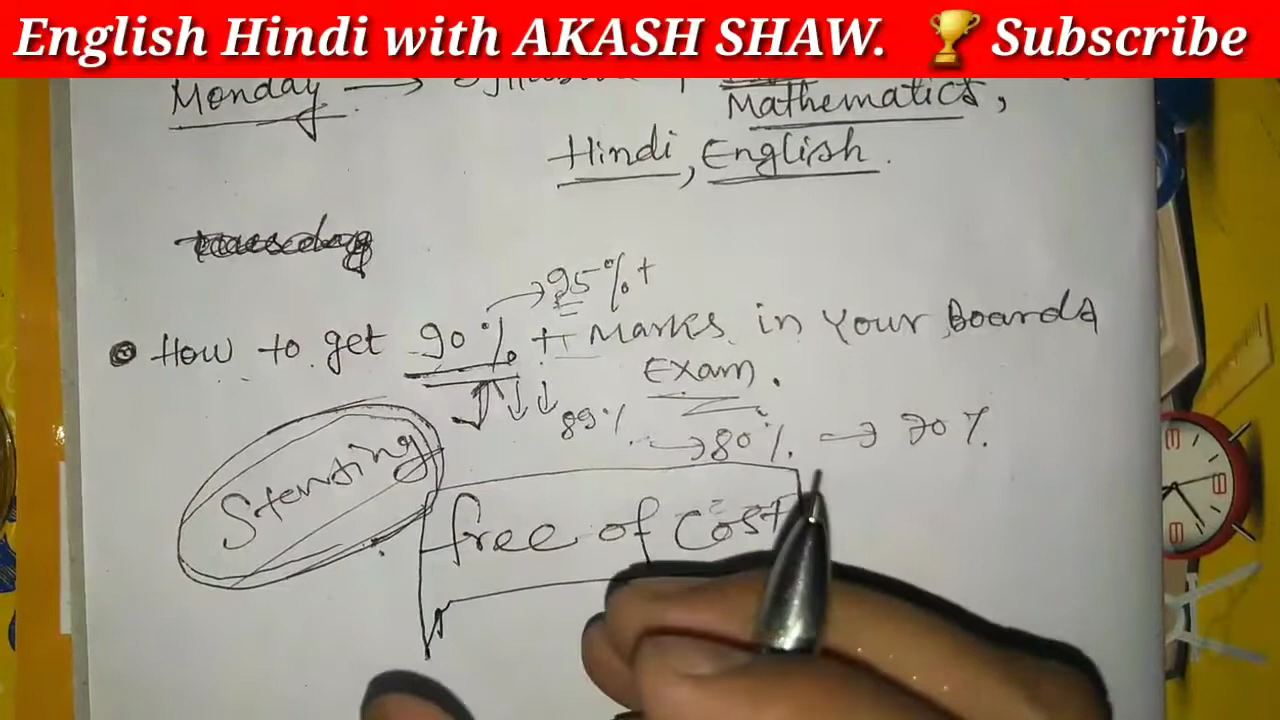 English Hindi with AKASH SHAW. 🏆 Subscribe
Monday →
Mathematics,
Hindi, English.
95%+
How to get 90% + Marks in Your Boards
Exam.
89% → 80% → 70%
free of Cost